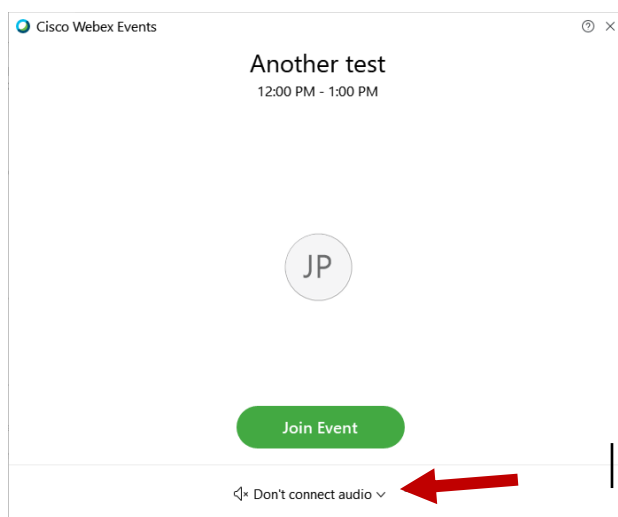 Cisco Webex Events
Another test
12:00 PM - 1:00 PM
JP
Join Event
Don't connect audio